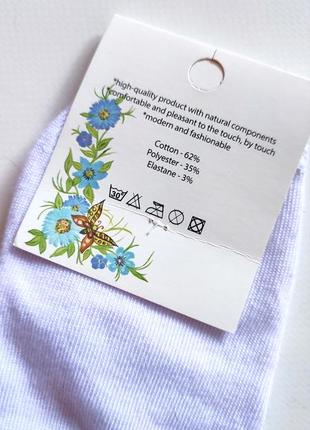 *high-quality product with natural components
*comfortable and pleasant to the touch, by touch
*modern and fashionable
Cotton - 62%
Polyester - 35%
Elastane - 3%
30°